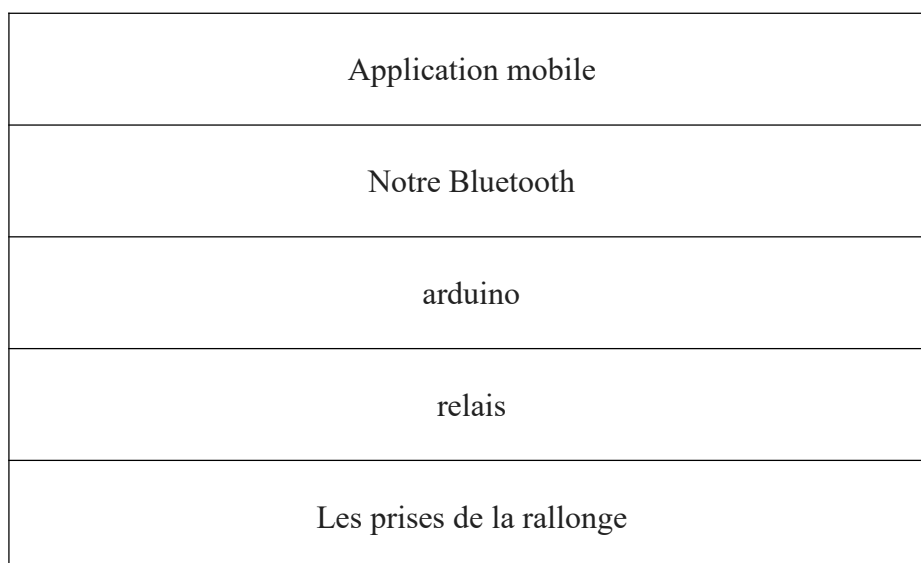 Application mobile
Notre Bluetooth
arduino
relais
Les prises de la rallonge